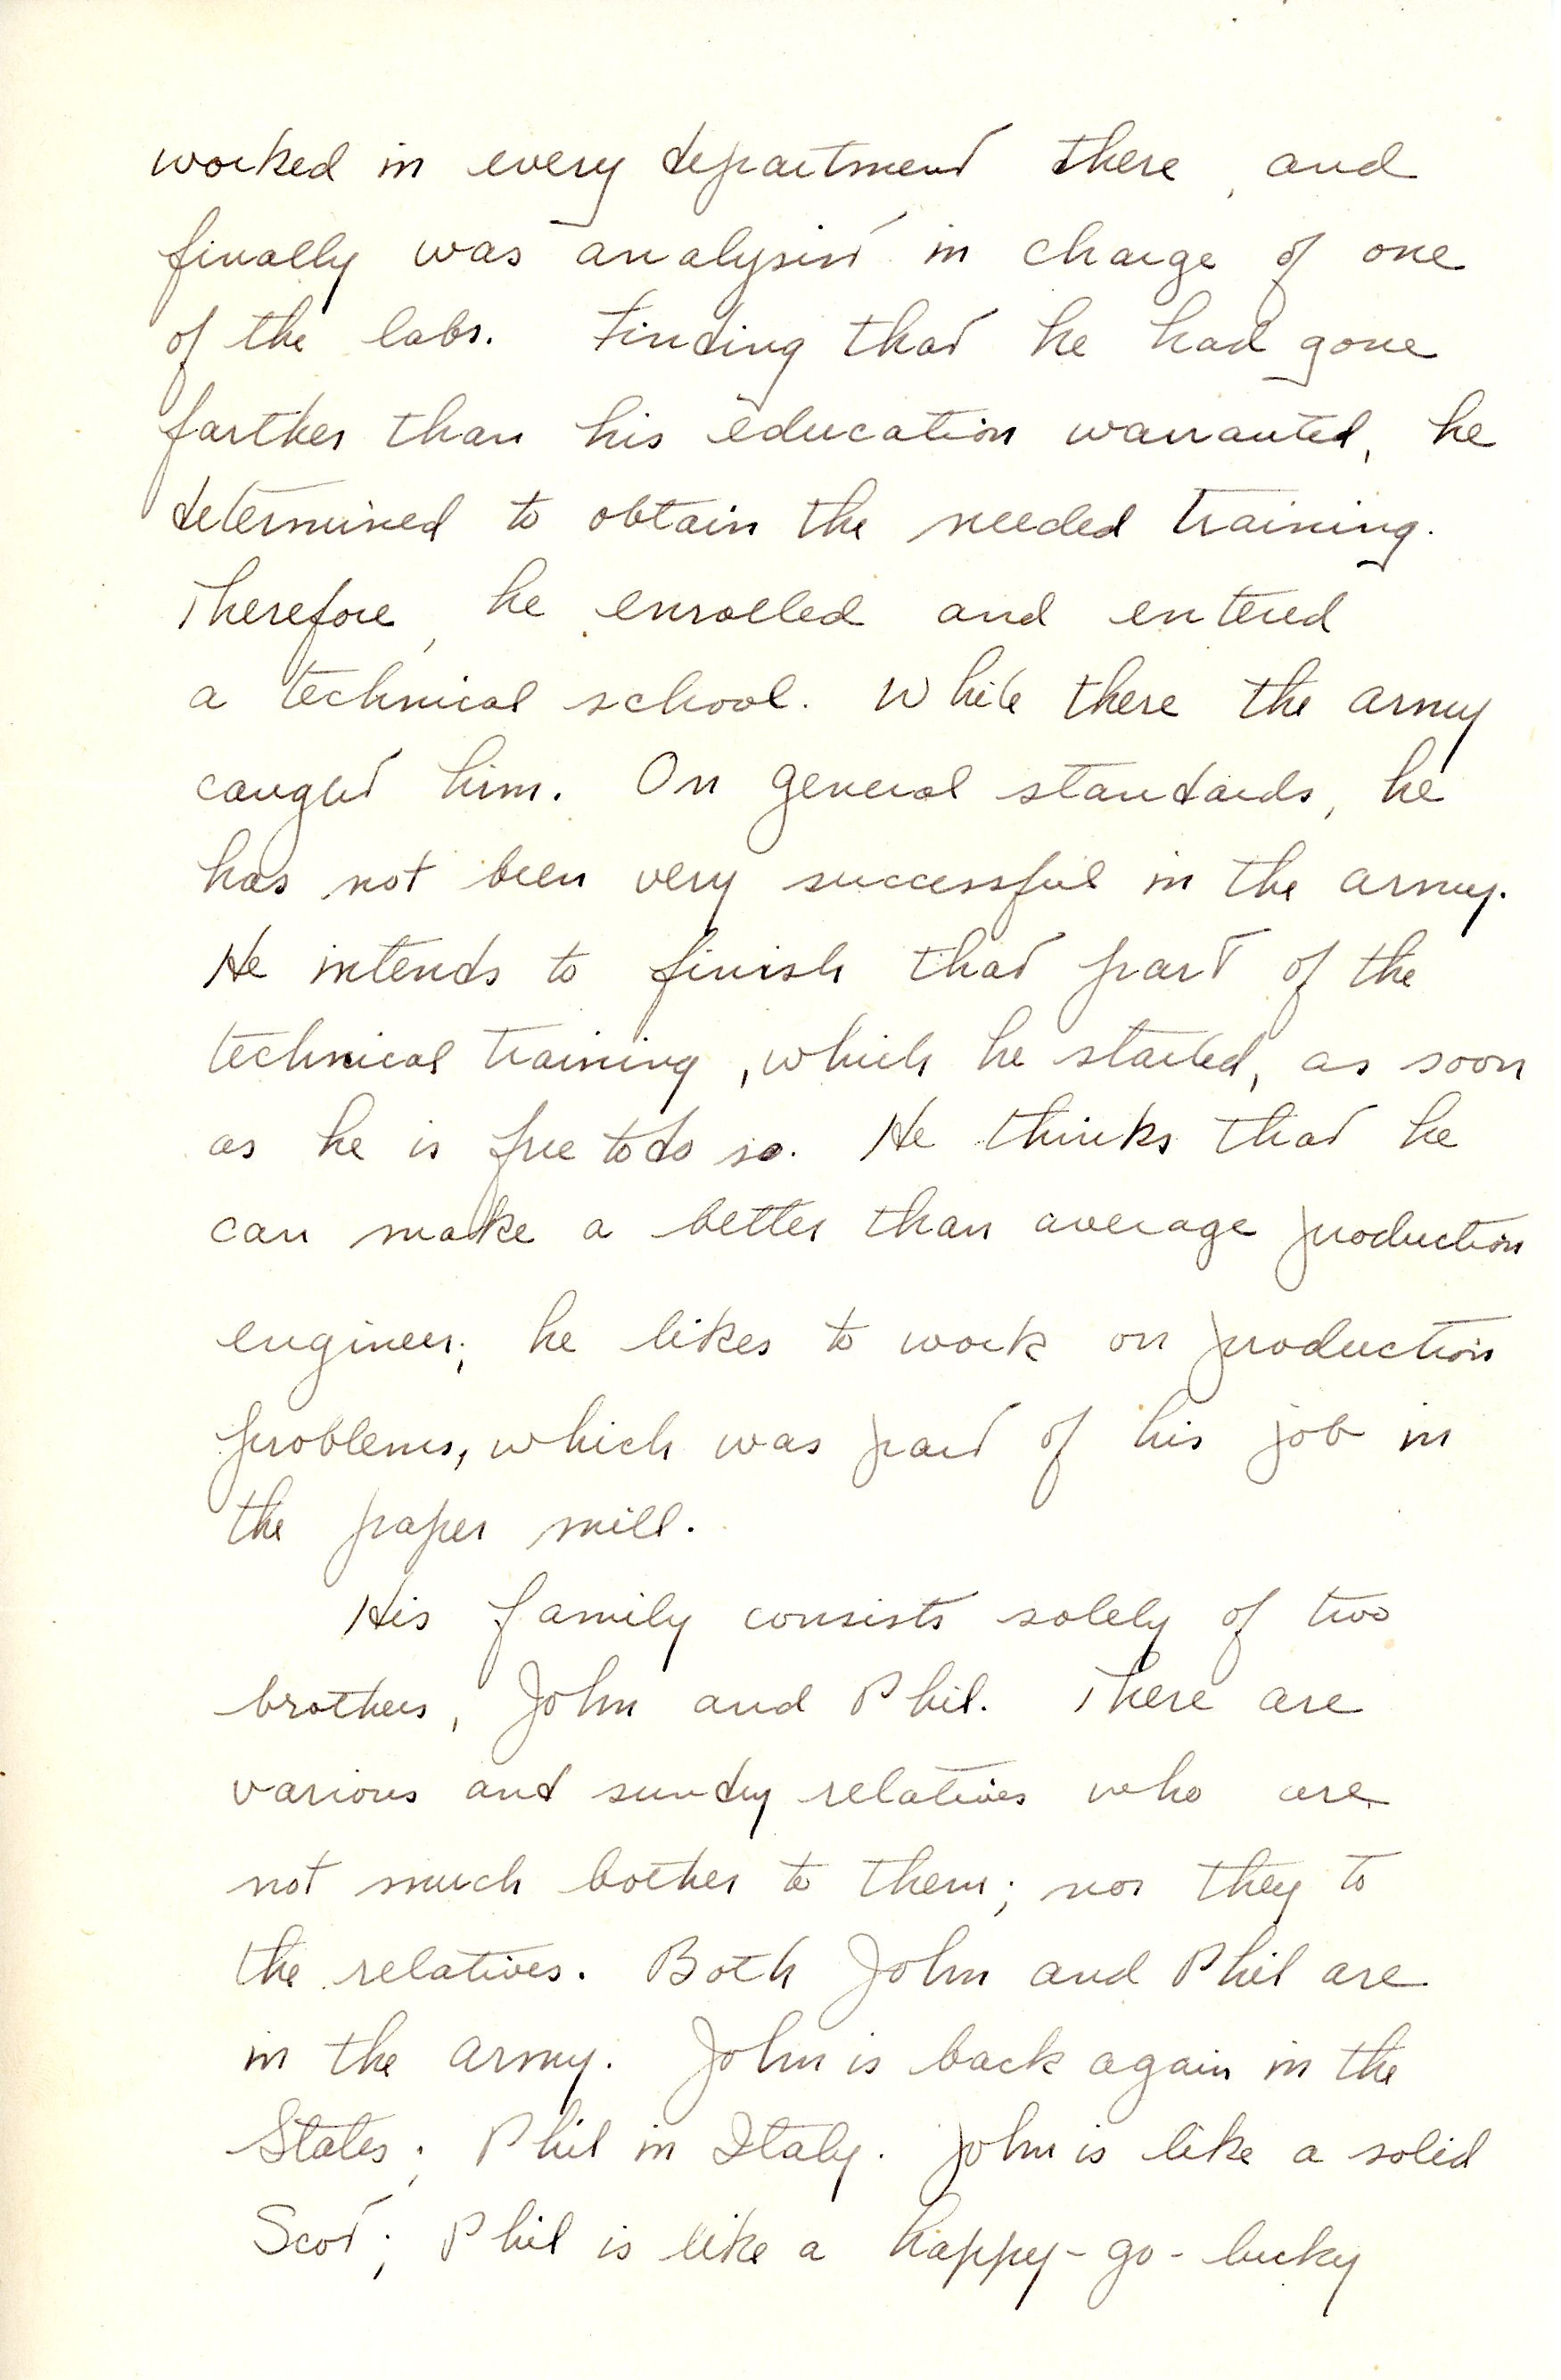 worked in every department there, and
finally was analysist in charge of one
of the labs. Finding that he had gone
farther than his education warranted, he
determined to obtain the needed training.
Therefore, he enrolled and entered
a technical school. While there the army
caught him. On general standards, he
has not been very successful in the army.
He intends to finish that part of the
technical training, which he started, as soon
as he is free to do so. He thinks that he
can make a better than average production
engineer; he likes to work on production
problems, which was part of his job in
the paper mill.
His family consists solely of two
brothers, John and Phil. There are
various and sundry relatives who are
not much bother to them; nor they to
the relatives. Both John and Phil are
in the army. John is back again in the
States; Phil in Italy. John is like a solid
Scot; Phil is like a happy-go-lucky